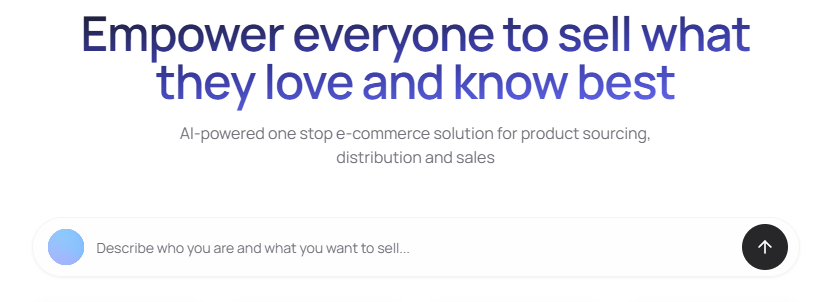 Empower everyone to sell what
they love and know best
AI-powered one stop e-commerce solution for product sourcing,
distribution and sales
Describe who you are and what you want to sell...